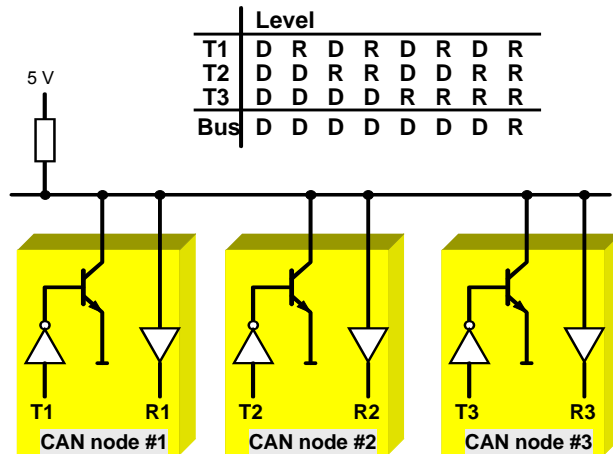 Level
T1 D R D R D R D R
T2 D D R R D D R R
T3 D D D D R R R R
Bus D D D D D D D R
5 V
T1 R1 T2 R2 T3 R3
CAN node #1 CAN node #2 CAN node #3